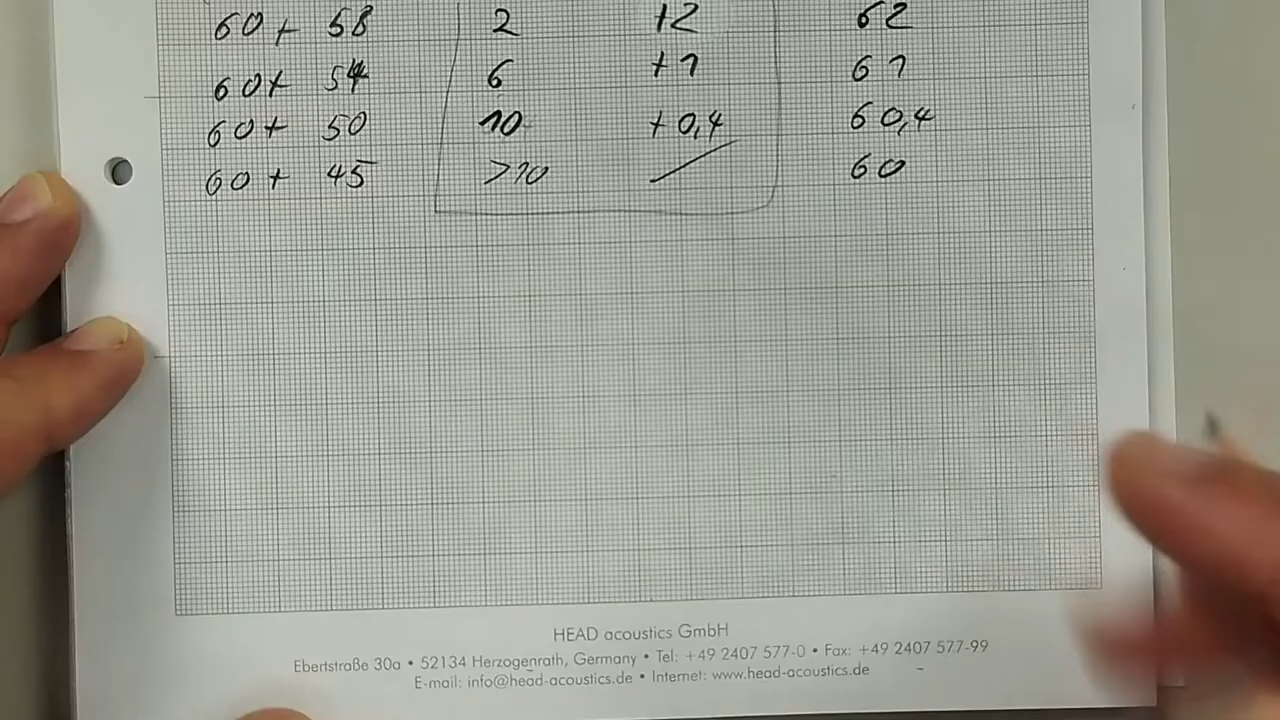 60 + 58 2 +2 62
60 + 54 6 +1 61
60 + 50 10 +0,4 60,4
60 + 45 >10 60
HEAD acoustics GmbH
Ebertstraße 30a • 52134 Herzogenrath, Germany • Tel: +49 2407 577-0 • Fax: +49 2407 577-99
E-mail: info@head-acoustics.de • Internet: www.head-acoustics.de